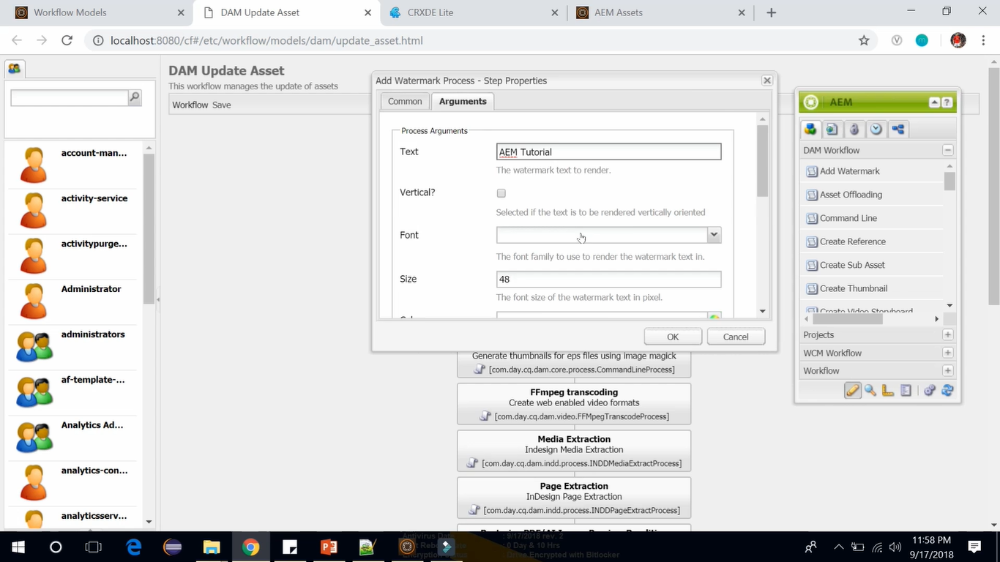 Workflow Models
DAM Update Asset
CRXDE Lite
AEM Assets
localhost:8080/cf#/etc/workflow/models/dam/update_asset.html
DAM Update Asset
This workflow manages the update of assets
Workflow Save
account-man...
activity-service
activitypurge...
Administrator
administrators
af-template-...
Analytics Ad...
analytics-con...
analyticsserv...
Add Watermark Process - Step Properties
Common
Arguments
Process Arguments
Text
AEM Tutorial
The watermark text to render.
Vertical?
Selected if the text is to be rendered vertically oriented
Font
The font family to use to render the watermark text in.
Size
48
The font size of the watermark text in pixel.
OK
Cancel
Generate thumbnails for eps files using image magick
[com.day.cq.dam.core.process.CommandLineProcess]
FFmpeg transcoding
Create web enabled video formats
[com.day.cq.dam.video.FFMpegTranscodeProcess]
Media Extraction
Indesign Media Extraction
[com.day.cq.dam.indd.process.INDDMediaExtractProcess]
Page Extraction
InDesign Page Extraction
[com.day.cq.dam.indd.process.INDDPageExtractProcess]
AEM
DAM Workflow
Add Watermark
Asset Offloading
Command Line
Create Reference
Create Sub Asset
Create Thumbnail
Create Video Storyboard
Projects
WCM Workflow
Workflow
Antivirus Date : 9/17/2018 rev. 2
: 0 Day & 10 Hrs
: Drive Encrypted with Bitlocker
11:58 PM
9/17/2018